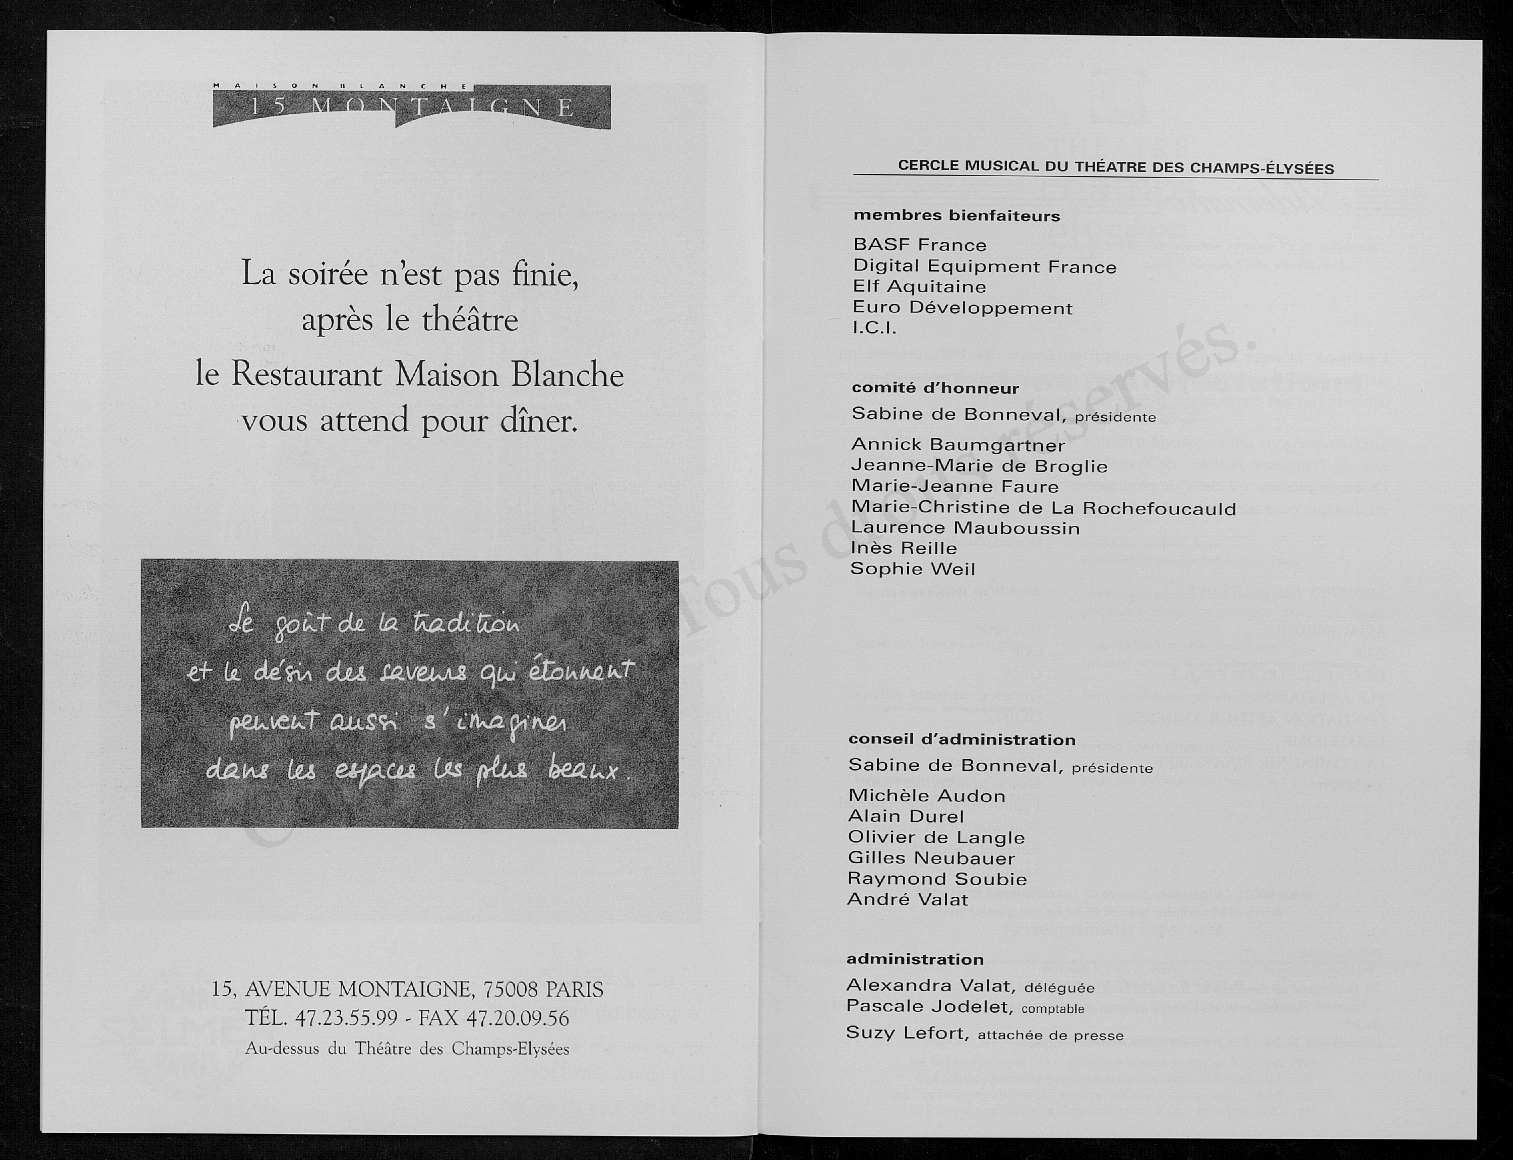 MAISON BLANCHE
15 MONTAIGNE
La soirée n'est pas finie,
après le théâtre
le Restaurant Maison Blanche
vous attend pour dîner.
Le goût de la tradition
et le désir des saveurs qui étonnent
peuvent aussi s'imaginer
dans les espaces les plus beaux.
15, AVENUE MONTAIGNE, 75008 PARIS
TÉL. 47.23.55.99 - FAX 47.20.09.56
Au-dessus du Théâtre des Champs-Elysées
CERCLE MUSICAL DU THÉATRE DES CHAMPS-ÉLYSÉES
membres bienfaiteurs
BASF France
Digital Equipment France
Elf Aquitaine
Euro Développement
I.C.I.
comité d'honneur
Sabine de Bonneval, présidente
Annick Baumgartner
Jeanne-Marie de Broglie
Marie-Jeanne Faure
Marie-Christine de La Rochefoucauld
Laurence Mauboussin
Inès Reille
Sophie Weil
conseil d'administration
Sabine de Bonneval, présidente
Michèle Audon
Alain Durel
Olivier de Langle
Gilles Neubauer
Raymond Soubie
André Valat
administration
Alexandra Valat, déléguée
Pascale Jodelet, comptable
Suzy Lefort, attachée de presse
Tous droits réservés.